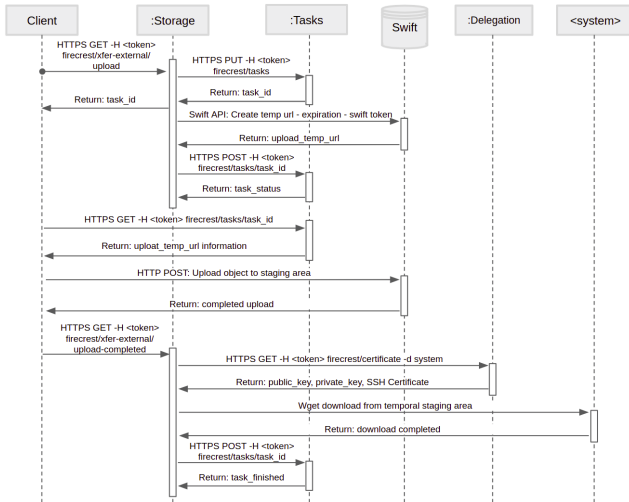 Client
:Storage
:Tasks
Swift
:Delegation
<system>
HTTPS GET -H <token>
firecrest/xfer-external/
upload
HTTPS PUT -H <token>
firecrest/tasks
Return: task_id
Return: task_id
Swift API: Create temp url - expiration - swift token
Return: upload_temp_url
HTTPS POST -H <token>
firecrest/tasks/task_id
Return: task_status
HTTPS GET -H <token> firecrest/tasks/task_id
Return: uploat_temp_url information
HTTP POST: Upload object to staging area
Return: completed upload
HTTPS GET -H <token>
firecrest/xfer-external/
upload-completed
HTTPS GET -H <token> firecrest/certificate -d system
Return: public_key, private_key, SSH Certificate
Wget download from temporal staging area
Return: download completed
HTTPS POST -H <token>
firecrest/tasks/task_id
Return: task_finished